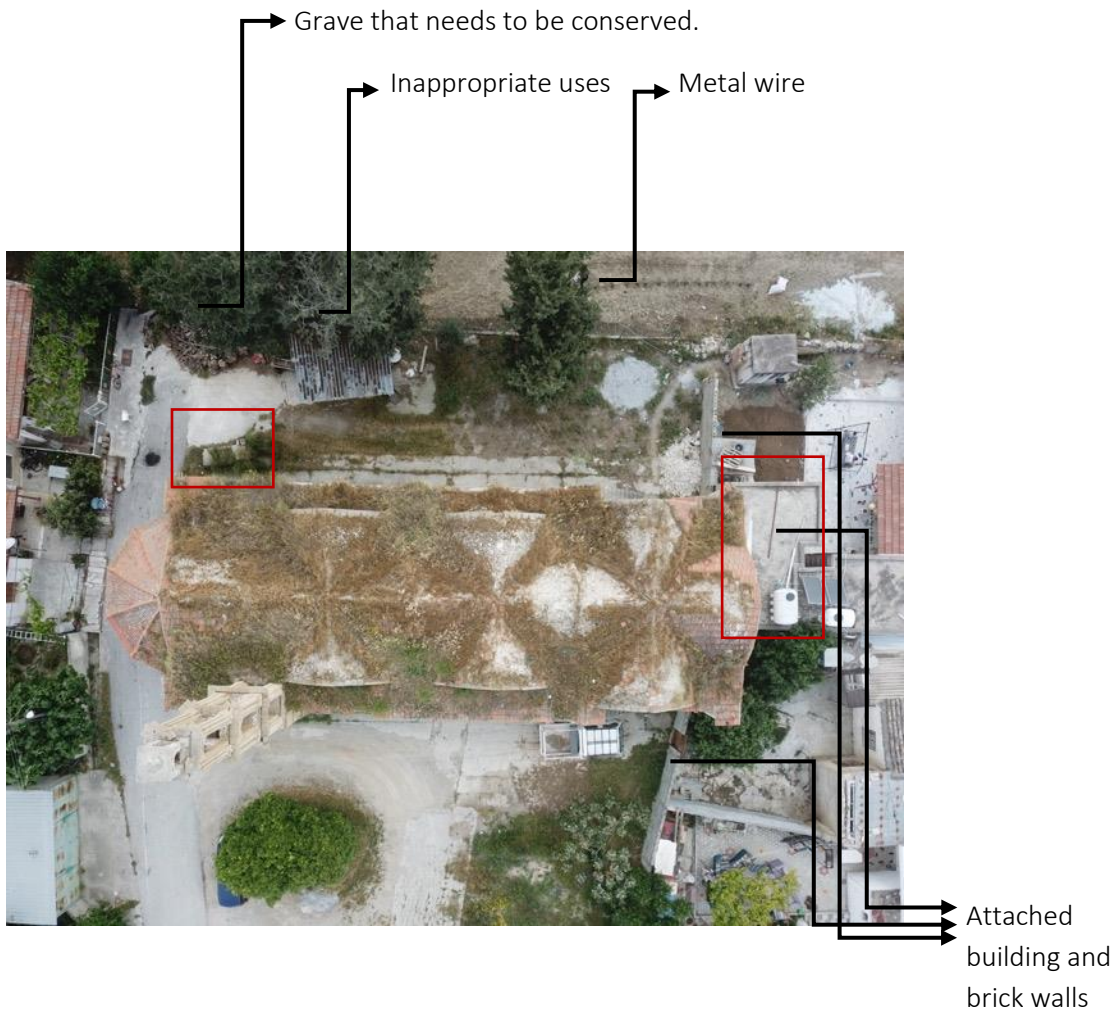 Grave that needs to be conserved.
Inappropriate uses
Metal wire
Attached
building and
brick walls